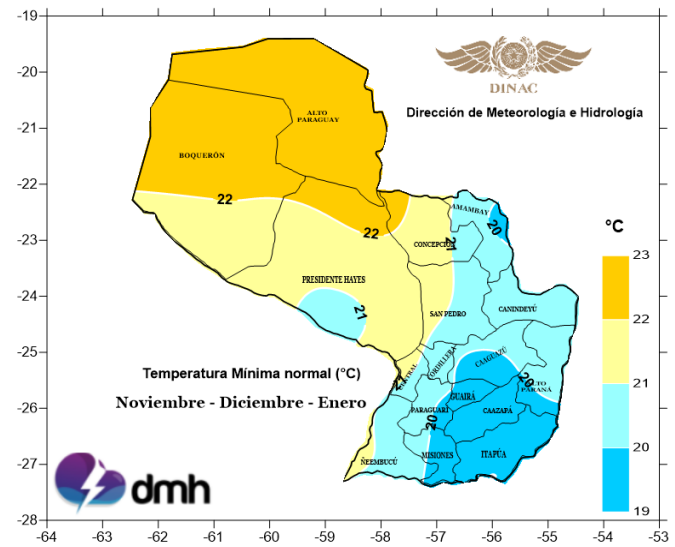 -19
-20
-21
-22
-23
-24
-25
-26
-27
-28
-64
-63
-62
-61
-60
-59
-58
-57
-56
-55
-54
-53
DINAC
Dirección de Meteorología e Hidrología
ALTO
PARAGUAY
BOQUERÓN
22
22
AMAMBAY
20
CONCEPCIÓN
21
PRESIDENTE HAYES
21
SAN PEDRO
CANINDEYÚ
CORDILLERA
CAAGUAZÚ
CENTRAL
21
20
ALTO
PARANÁ
GUAIRÁ
PARAGUARÍ
CAAZAPÁ
20
MISIONES
ITAPÚA
ÑEEMBUCÚ
Temperatura Mínima normal (°C)
Noviembre - Diciembre - Enero
dmh
°C
23
22
21
20
19